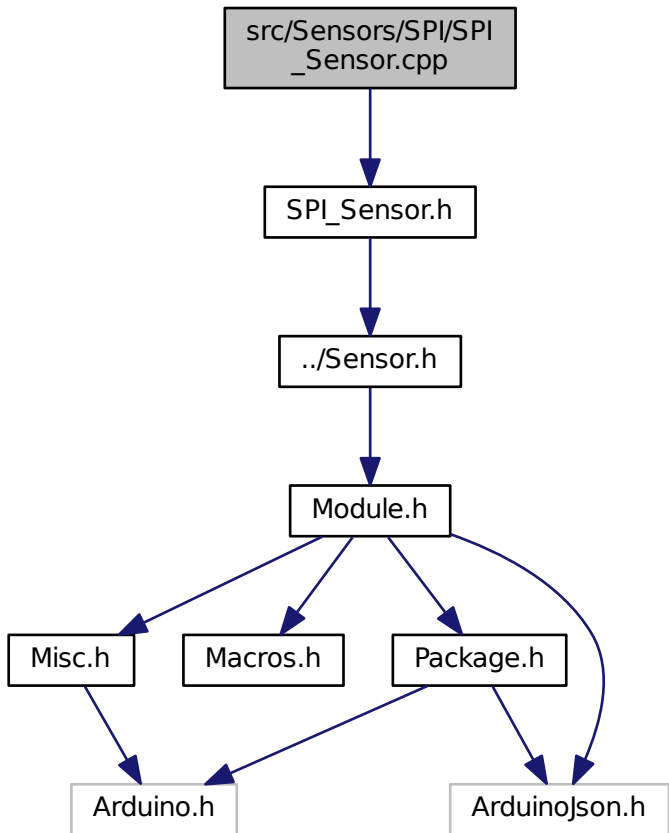 src/Sensors/SPI/SPI
_Sensor.cpp
SPI_Sensor.h
../Sensor.h
Module.h
Misc.h
Macros.h
Package.h
Arduino.h
ArduinoJson.h